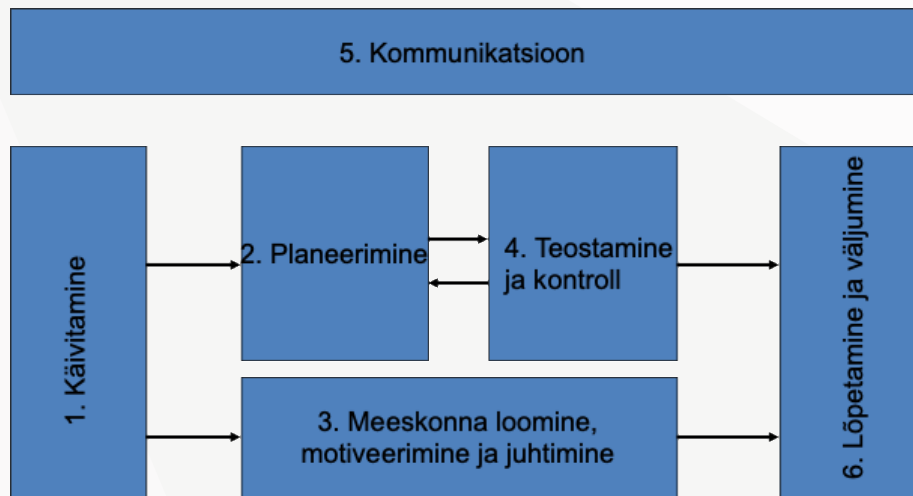 5. Kommunikatsioon
1. Käivitamine
2. Planeerimine
4. Teostamine
ja kontroll
3. Meeskonna loomine,
motiveerimine ja juhtimine
6. Lõpetamine ja väljumine